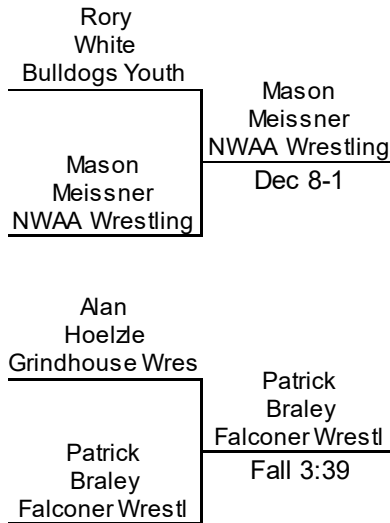 Rory
White
Bulldogs Youth
Mason
Meissner
NWAA Wrestling
Dec 8-1
Mason
Meissner
NWAA Wrestling
Alan
Hoelzle
Grindhouse Wres
Patrick
Braley
Falconer Wrestl
Fall 3:39
Patrick
Braley
Falconer Wrestl